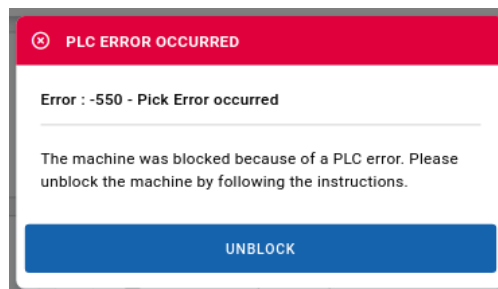 PLC ERROR OCCURRED
Error : -550 - Pick Error occurred
The machine was blocked because of a PLC error. Please
unblock the machine by following the instructions.
UNBLOCK